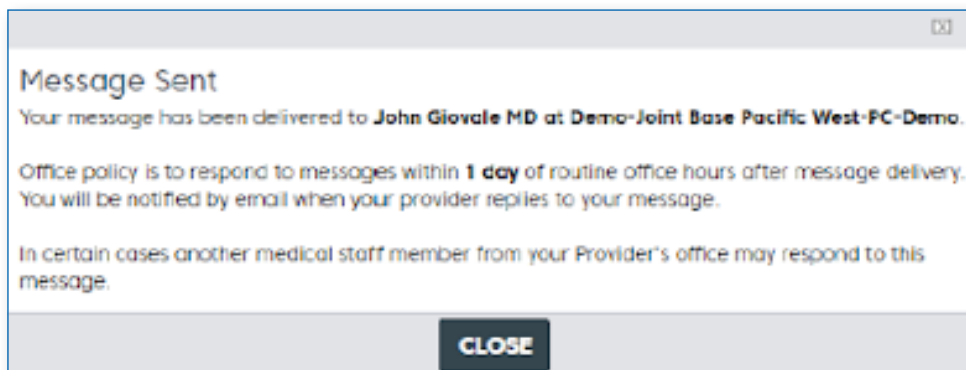 [X]
Message Sent
Your message has been delivered to John Giovale MD at Demo-Joint Base Pacific West-PC-Demo.
Office policy is to respond to messages within 1 day of routine office hours after message delivery.
You will be notified by email when your provider replies to your message.
In certain cases another medical staff member from your Provider's office may respond to this
message.
CLOSE